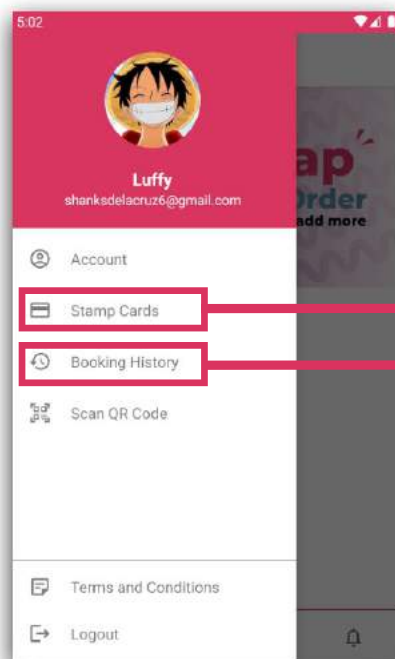 5:02
ap
Order
add more
Luffy
shanksdelacruz6@gmail.com
Account
Stamp Cards
Booking History
Scan QR Code
Terms and Conditions
Logout